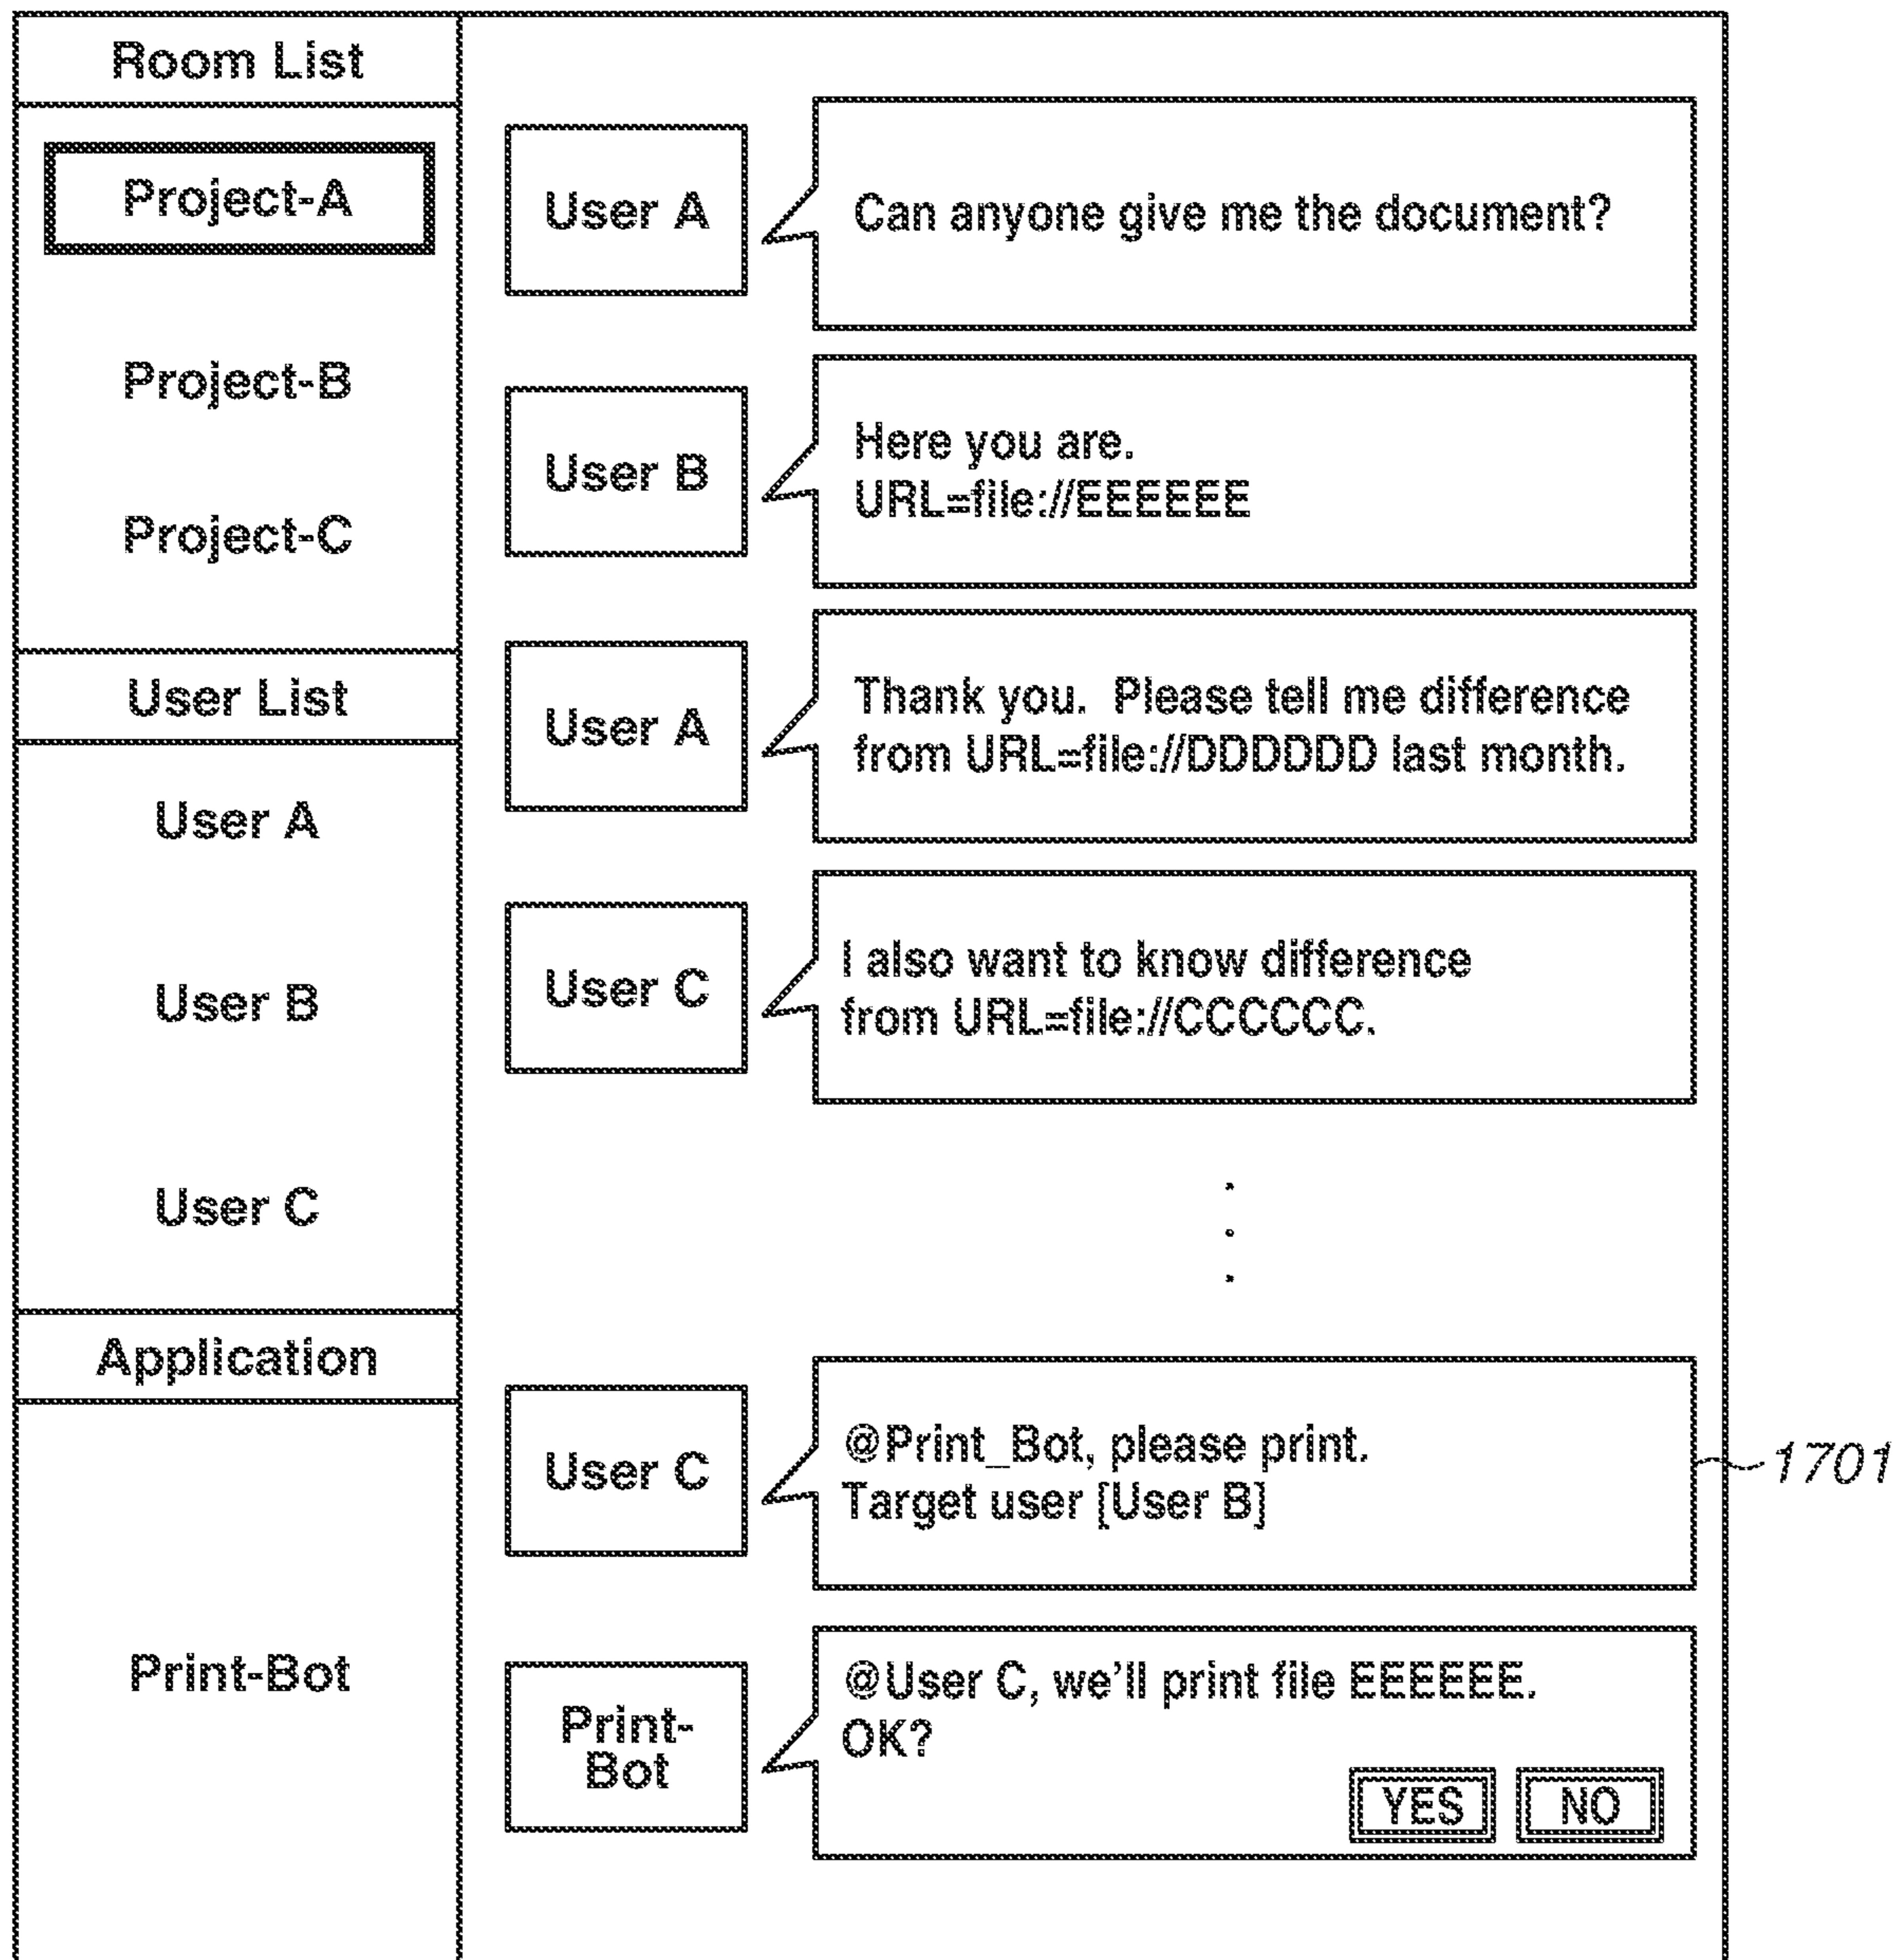 Room List
Project-A
Project-B
Project-C
User List
User A
User B
User C
Application
Print-Bot
User A
Can anyone give me the document?
User B
Here you are.
URL=file://EEEEEE
User A
Thank you.  Please tell me difference
from URL=file://DDDDDD last month.
User C
I also want to know difference
from URL=file://CCCCCC.
User C
@Print_Bot, please print.
Target user [User B]
1701
Print-
Bot
@User C, we'll print file EEEEEE.
OK?
YES NO